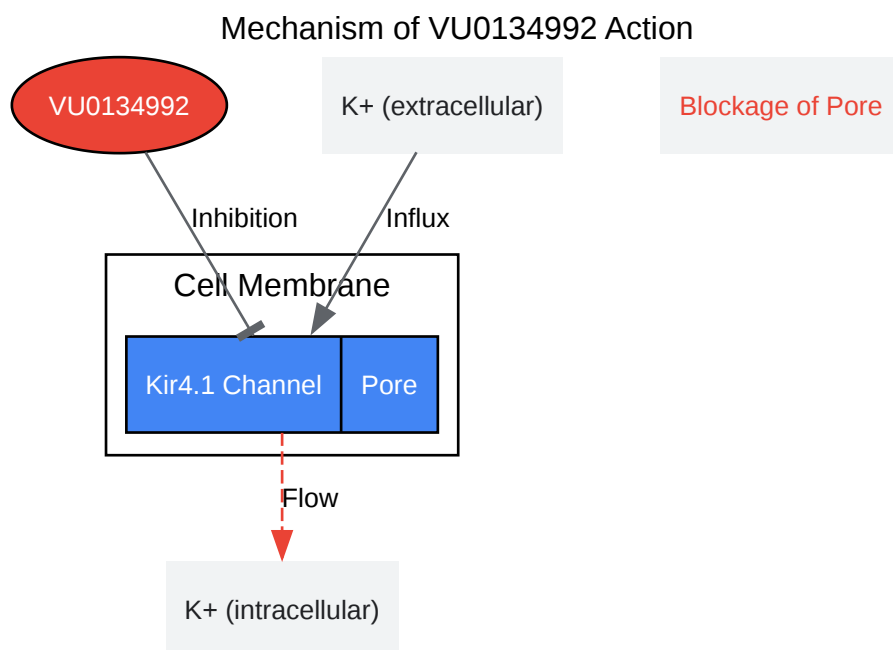 Mechanism of VU0134992 Action
VU0134992
K+ (extracellular)
Blockage of Pore
Inhibition
Influx
Cell Membrane
Kir4.1 Channel
Pore
Flow
K+ (intracellular)